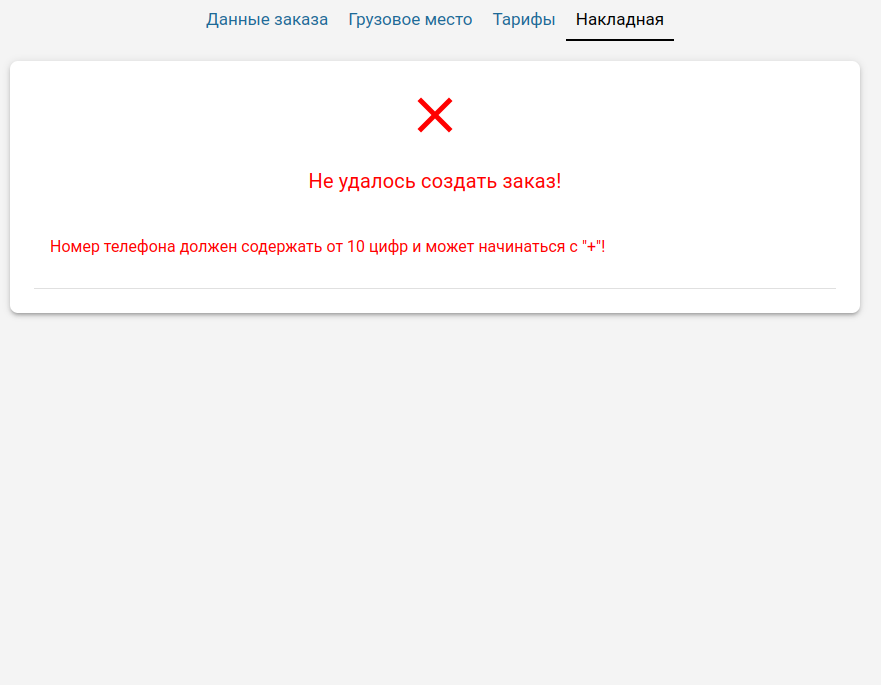 Данные заказа Грузовое место Тарифы Накладная
Не удалось создать заказ!
Номер телефона должен содержать от 10 цифр и может начинаться с "+"!